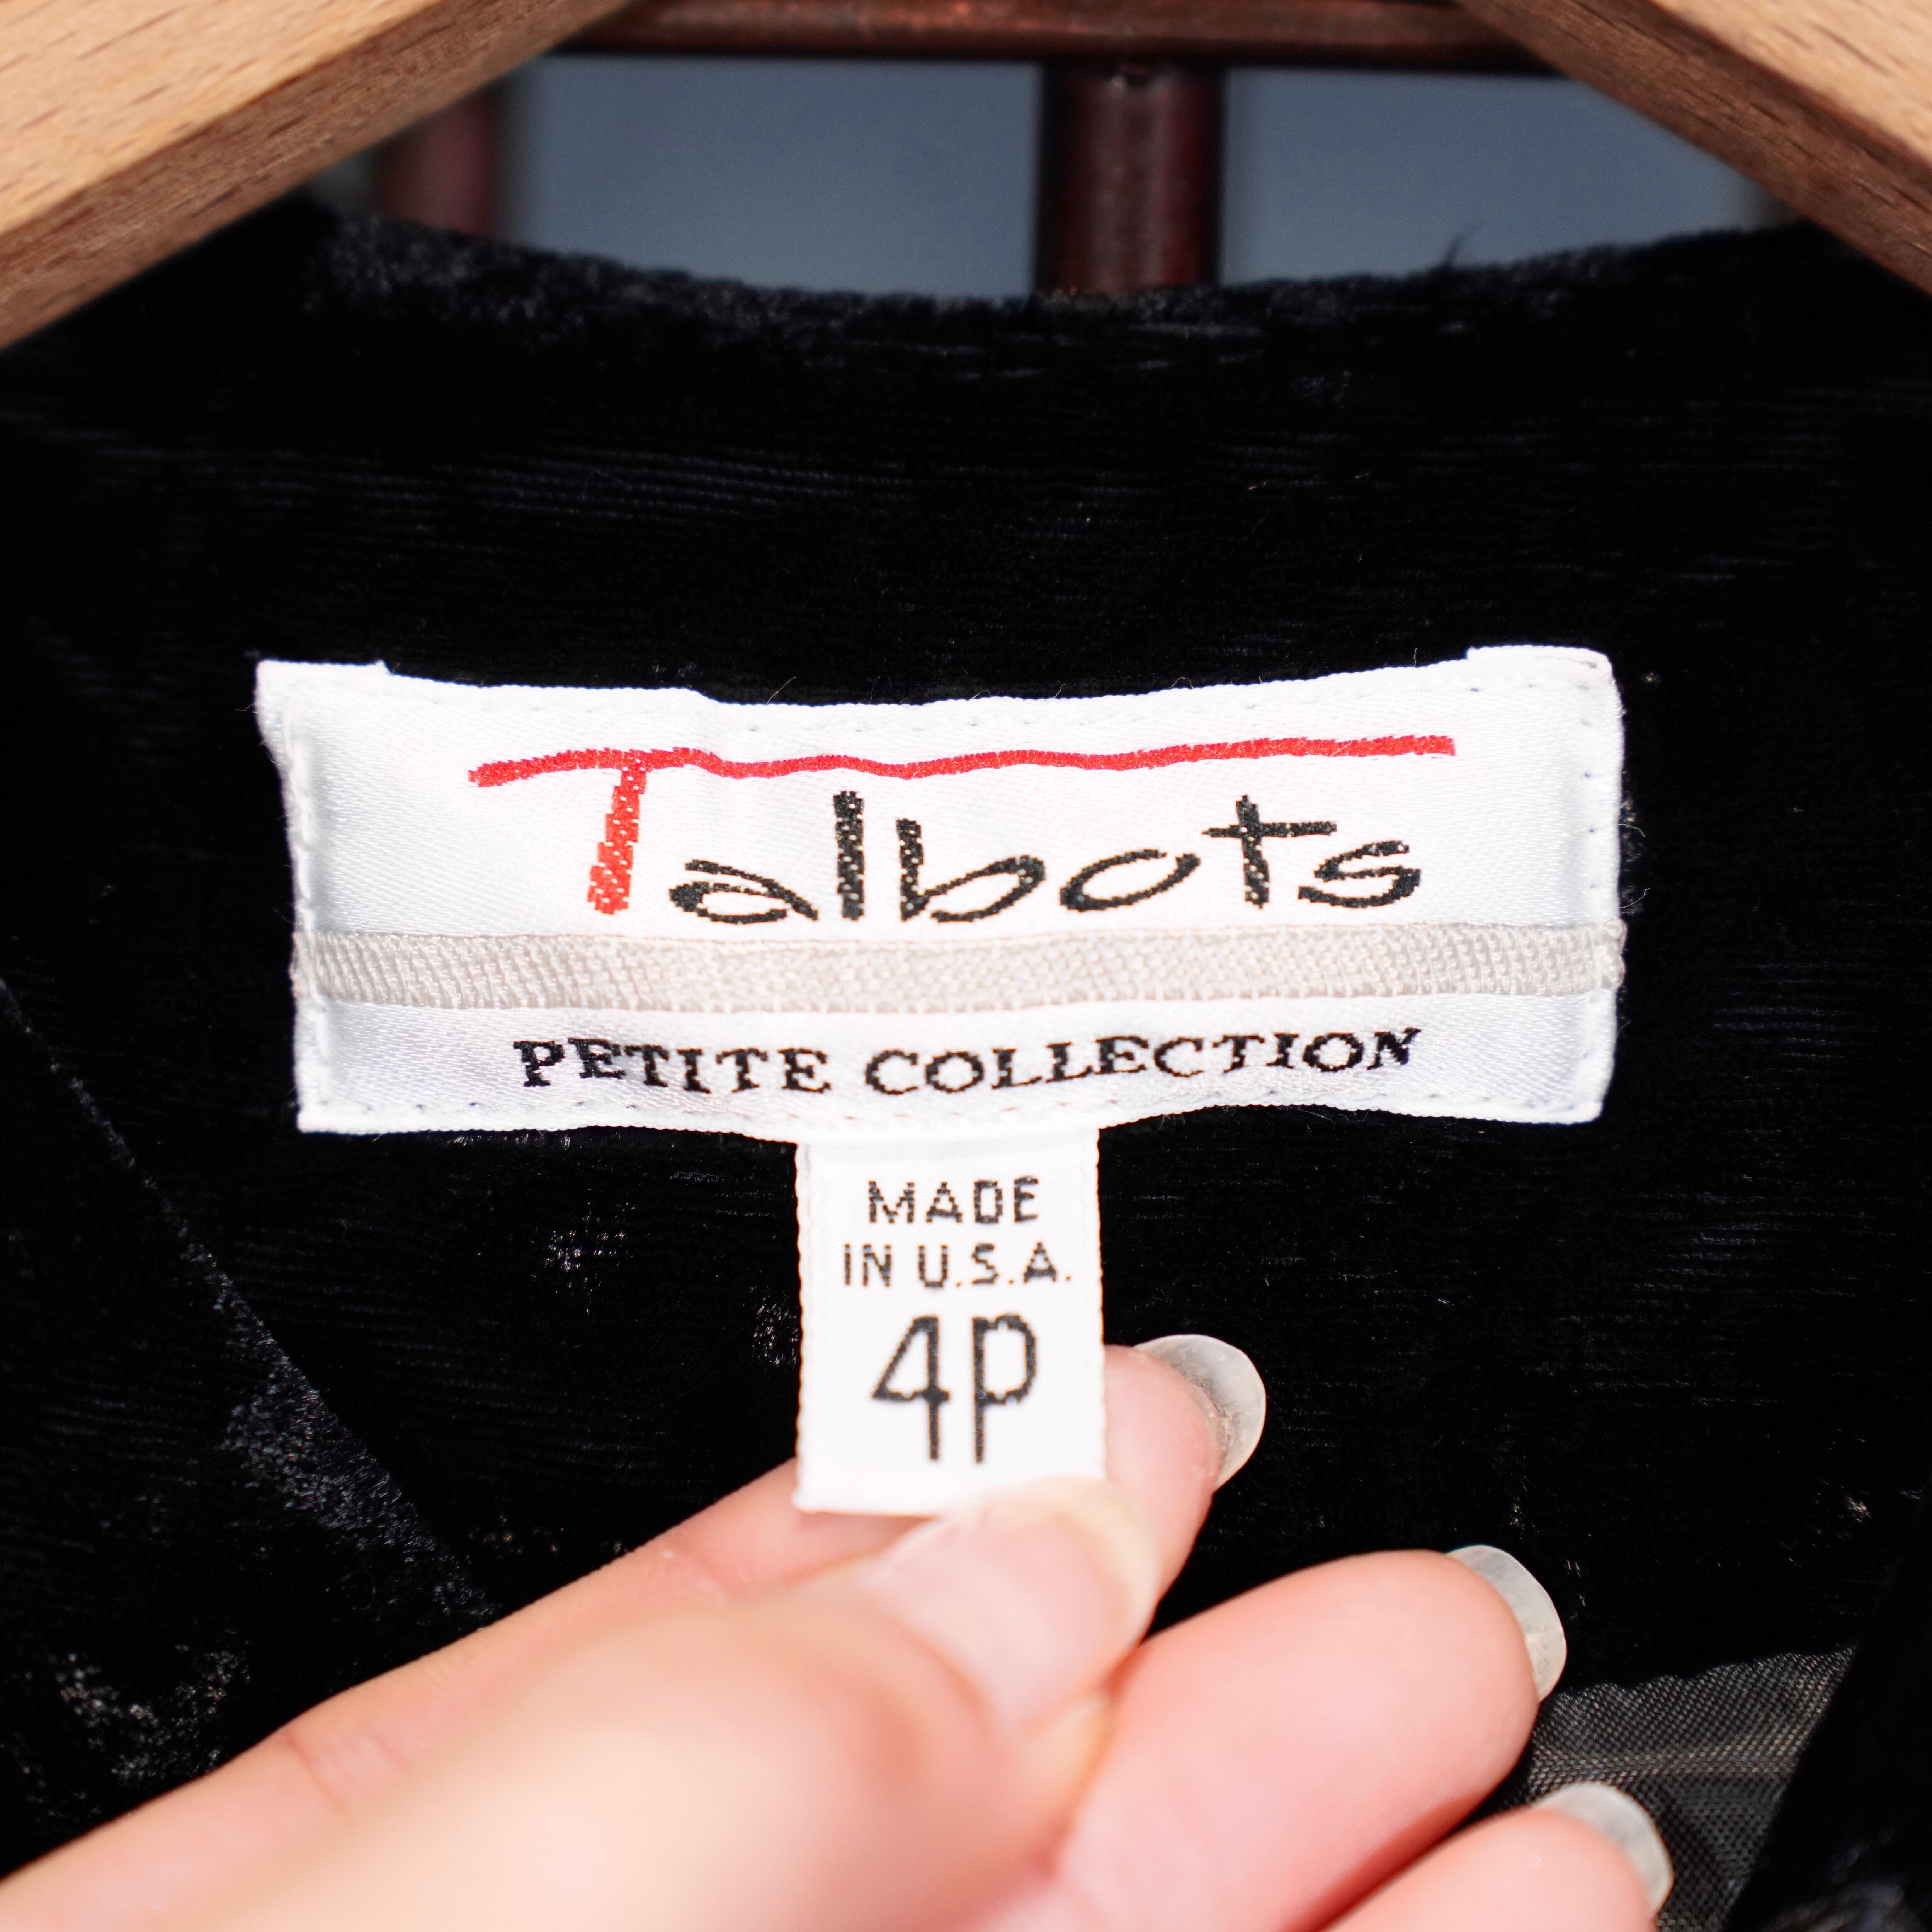 Talbots
PETITE COLLECTION
MADE
IN U.S.A.
4P